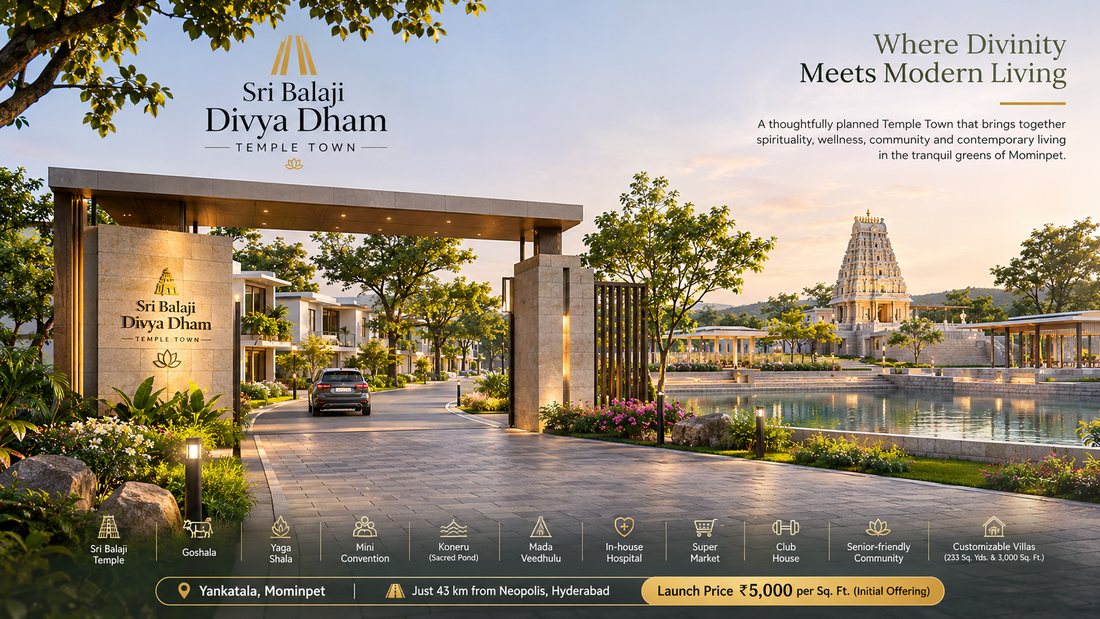 Sri Balaji
Divya Dham
TEMPLE TOWN
Where Divinity
Meets Modern Living
A thoughtfully planned Temple Town that brings together
spirituality, wellness, community and contemporary living
in the tranquil greens of Mominpet.
Sri Balaji
Divya Dham
TEMPLE TOWN
Sri Balaji
Temple
Goshala
Yaga
Shala
Mini
Convention
Koneru
(Sacred Pond)
Mada
Veedhulu
In-house
Hospital
Super
Market
Club
House
Senior-friendly
Community
Customizable Villas
(233 Sq. Yds. & 3,000 Sq. Ft.)
Yankatala, Mominpet
Just 43 km from Neopolis, Hyderabad
Launch Price ₹5,000 per Sq. Ft. (Initial Offering)